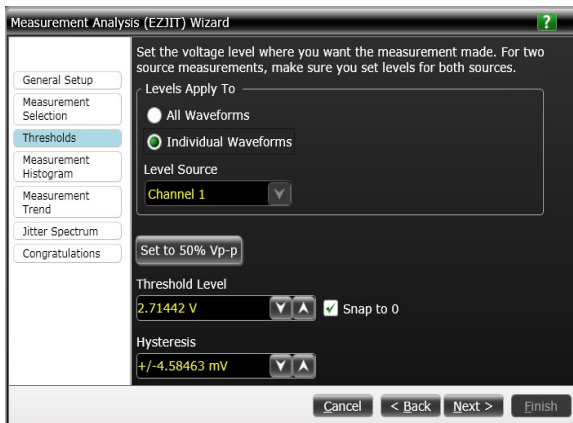 Measurement Analysis (EZJIT) Wizard
?
General Setup
Measurement
Selection
Thresholds
Measurement
Histogram
Measurement
Trend
Jitter Spectrum
Congratulations
Set the voltage level where you want the measurement made. For two
source measurements, make sure you set levels for both sources.
Levels Apply To
All Waveforms
Individual Waveforms
Level Source
Channel 1
Set to 50% Vp-p
Threshold Level
2.71442 V
Snap to 0
Hysteresis
+/-4.58463 mV
Cancel < Back Next > Finish